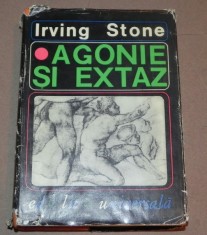 Irving Stone
AGONIE
ȘI EXTAZ